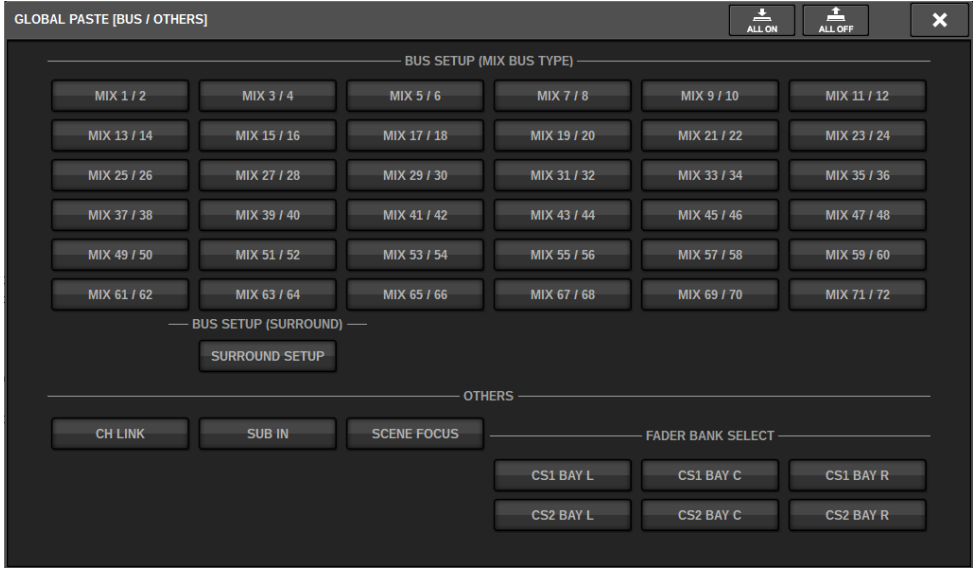 GLOBAL PASTE [BUS / OTHERS] ALL ON ALL OFF
BUS SETUP (MIX BUS TYPE)
MIX 1 / 2 MIX 3 / 4 MIX 5 / 6 MIX 7 / 8 MIX 9 / 10 MIX 11 / 12
MIX 13 / 14 MIX 15 / 16 MIX 17 / 18 MIX 19 / 20 MIX 21 / 22 MIX 23 / 24
MIX 25 / 26 MIX 27 / 28 MIX 29 / 30 MIX 31 / 32 MIX 33 / 34 MIX 35 / 36
MIX 37 / 38 MIX 39 / 40 MIX 41 / 42 MIX 43 / 44 MIX 45 / 46 MIX 47 / 48
MIX 49 / 50 MIX 51 / 52 MIX 53 / 54 MIX 55 / 56 MIX 57 / 58 MIX 59 / 60
MIX 61 / 62 MIX 63 / 64 MIX 65 / 66 MIX 67 / 68 MIX 69 / 70 MIX 71 / 72
BUS SETUP (SURROUND)
SURROUND SETUP
OTHERS
CH LINK SUB IN SCENE FOCUS
FADER BANK SELECT
CS1 BAY L CS1 BAY C CS1 BAY R
CS2 BAY L CS2 BAY C CS2 BAY R